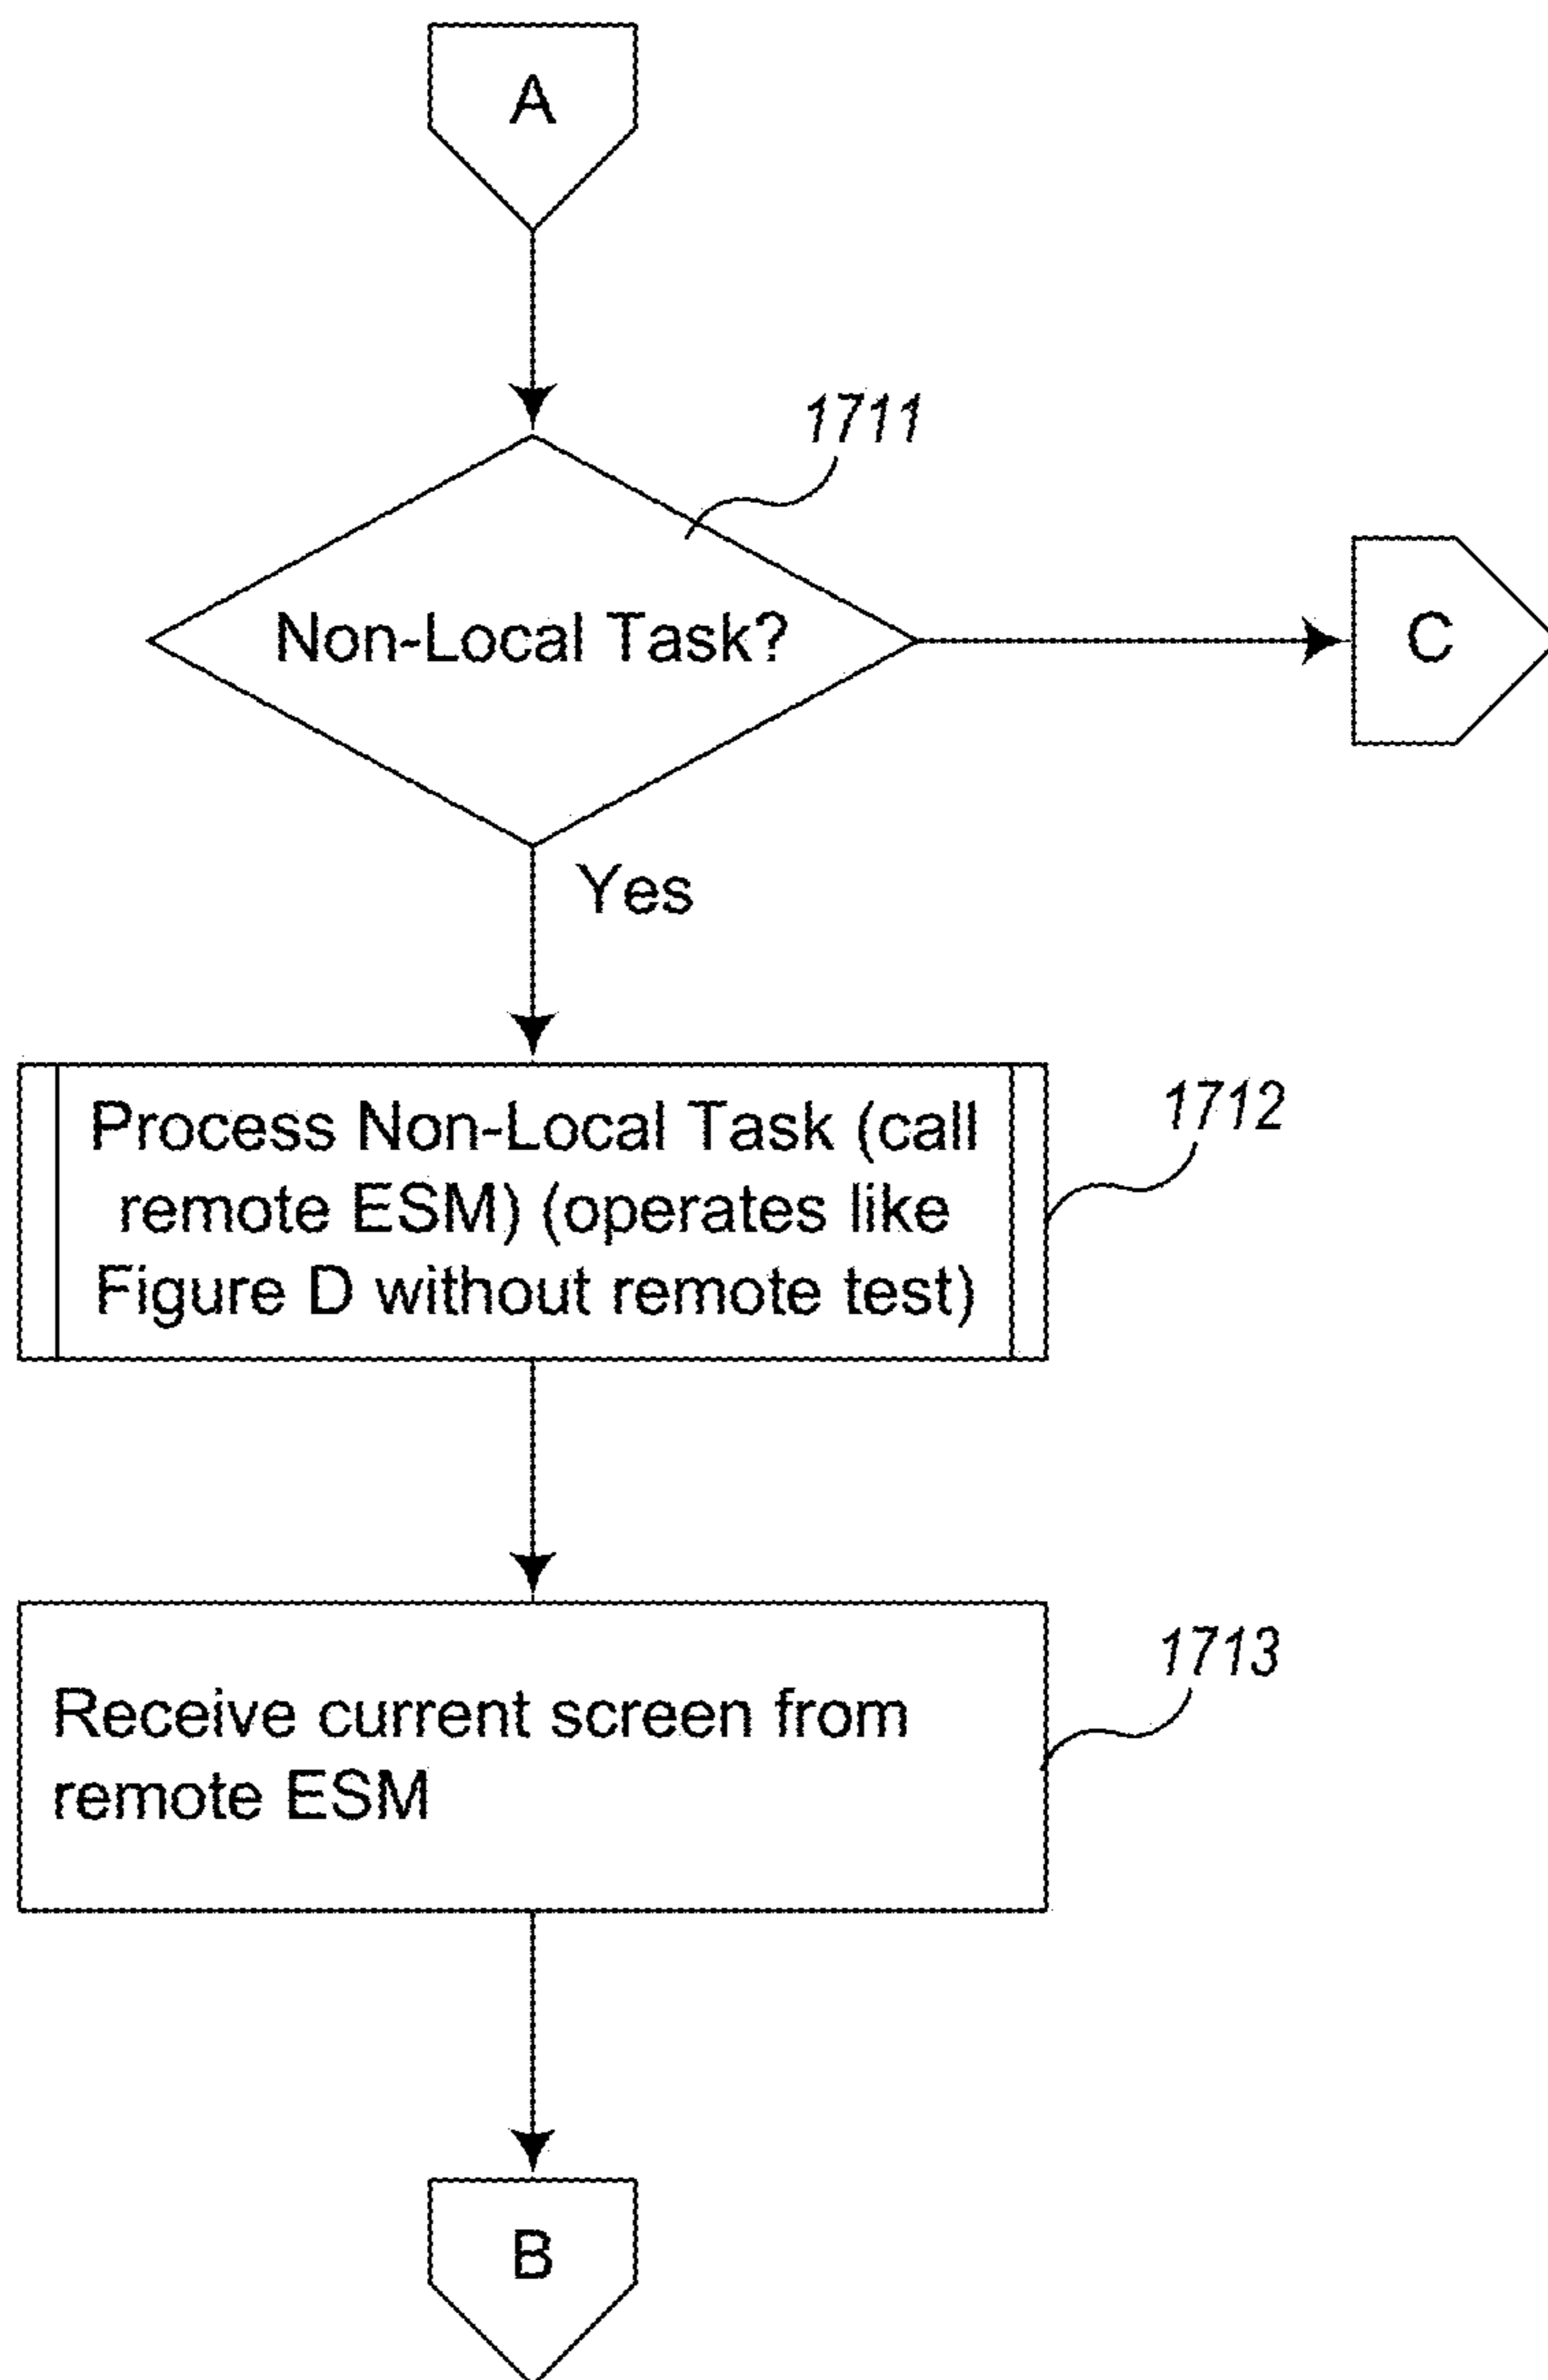 A
1711
Non-Local Task?
C
Yes
Process Non-Local Task (call
remote ESM) (operates like
Figure D without remote test)
1712
Receive current screen from
remote ESM
1713
B